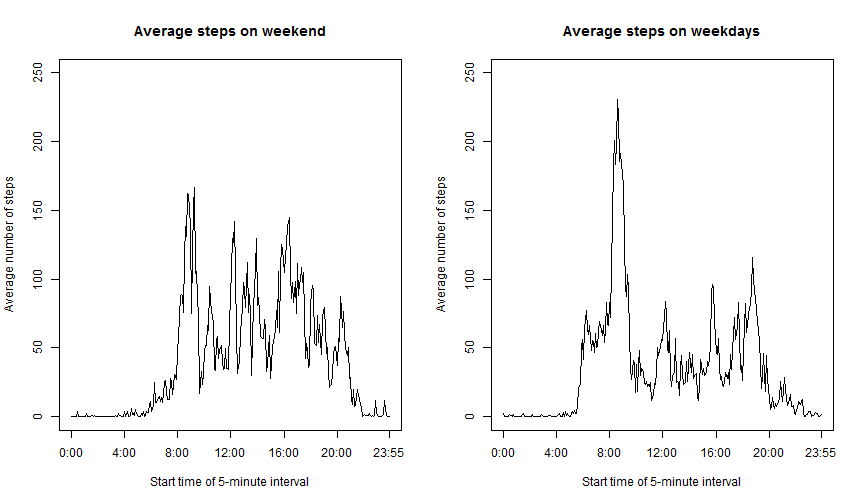 Average steps on weekend
Average number of steps
250
200
150
100
50
0
0:00 4:00 8:00 12:00 16:00 20:00 23:55
Start time of 5-minute interval
Average steps on weekdays
Average number of steps
250
200
150
100
50
0
0:00 4:00 8:00 12:00 16:00 20:00 23:55
Start time of 5-minute interval